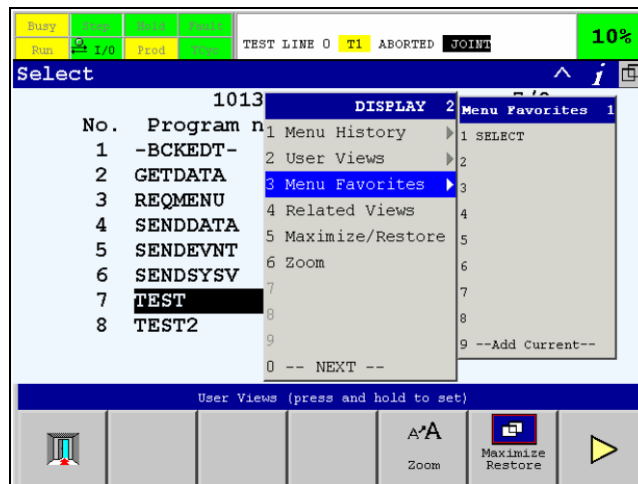 Busy Step Hold Fault
Run I/O Prod TCyc
TEST LINE 0 T1 ABORTED JOINT
10%
Select
1013
No. Program n
1 -BCKEDT-
2 GETDATA
3 REQMENU
4 SENDDATA
5 SENDEVNT
6 SENDSYSV
7 TEST
8 TEST2
DISPLAY 2
1 Menu History
2 User Views
3 Menu Favorites
4 Related Views
5 Maximize/Restore
6 Zoom
7
8
9
0 -- NEXT --
Menu Favorites 1
1 SELECT
2
3
4
5
6
7
8
9 --Add Current--
User Views (press and hold to set)
A↗A
Zoom
Maximize
Restore